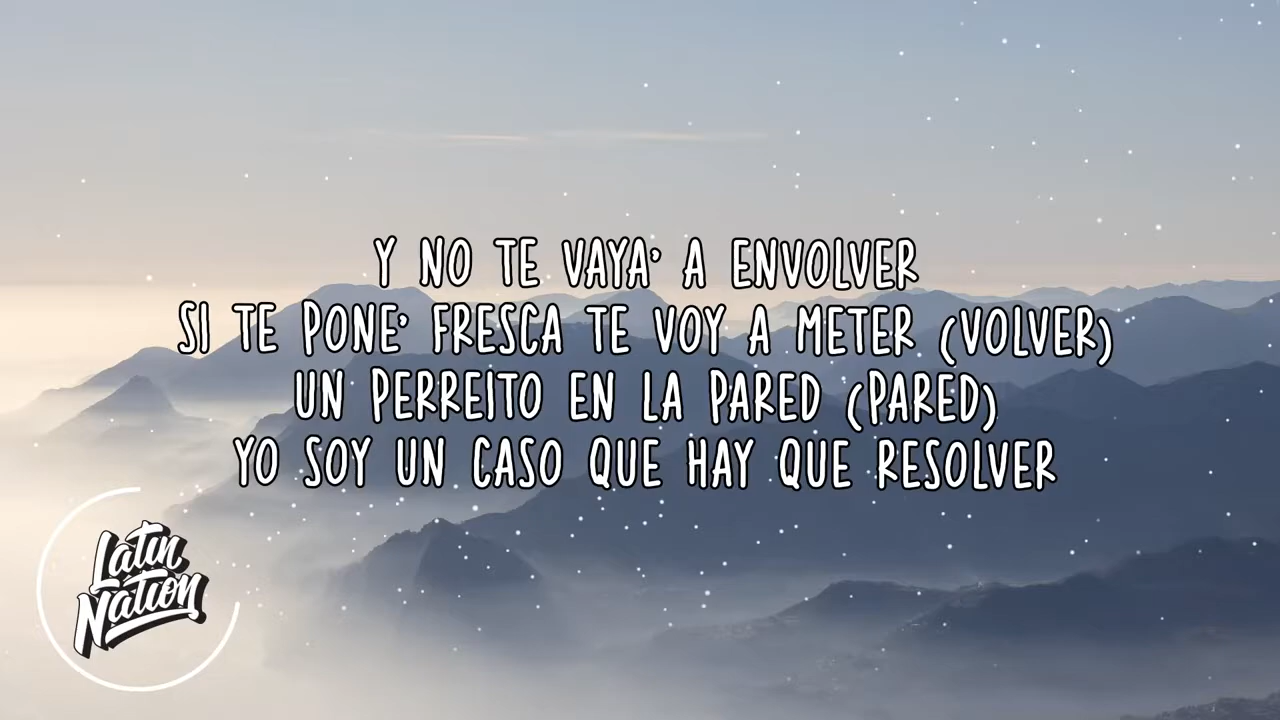 Y NO TE VAYA' A ENVOLVER
SI TE PONE' FRESCA TE VOY A METER (VOLVER)
UN PERREITO EN LA PARED (PARED)
YO SOY UN CASO QUE HAY QUE RESOLVER
Latin
Nation